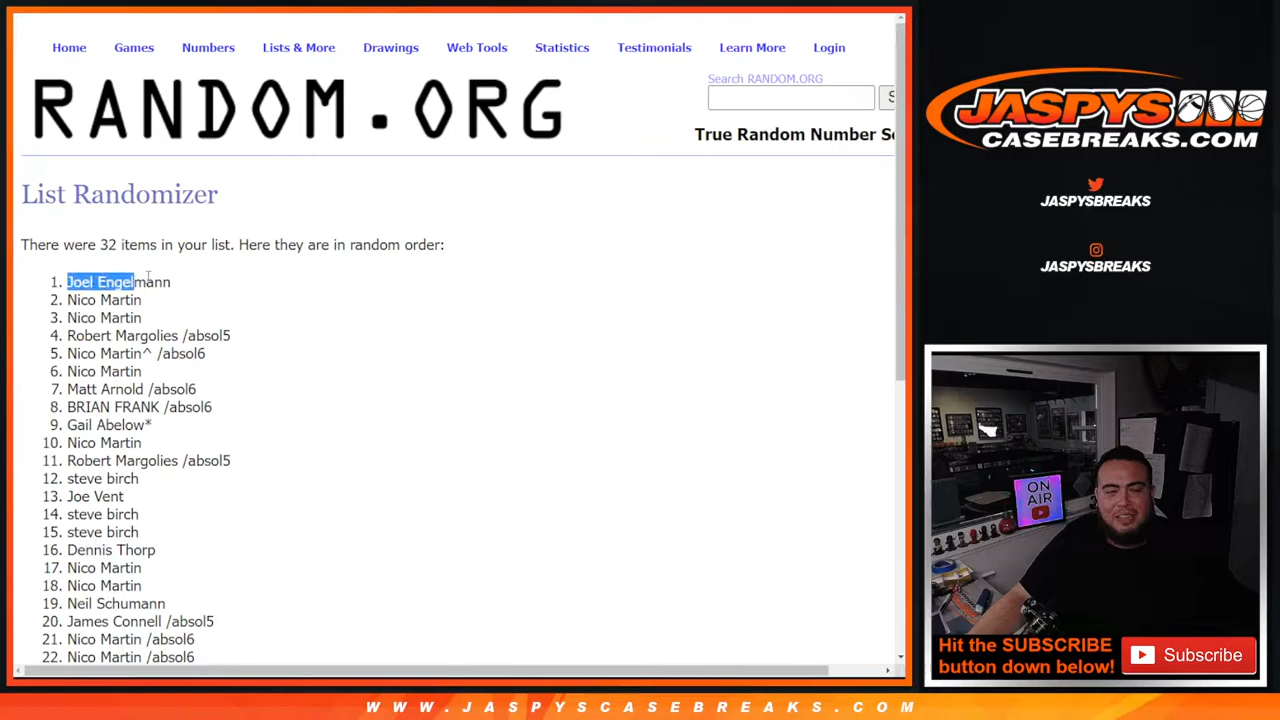 Home Games Numbers Lists & More Drawings Web Tools Statistics Testimonials Learn More Login
RANDOM.ORG
Search RANDOM.ORG
True Random Number Se
List Randomizer
There were 32 items in your list. Here they are in random order:
1. Joel Engelmann
2. Nico Martin
3. Nico Martin
4. Robert Margolies /absol5
5. Nico Martin^ /absol6
6. Nico Martin
7. Matt Arnold /absol6
8. BRIAN FRANK /absol6
9. Gail Abelow*
10. Nico Martin
11. Robert Margolies /absol5
12. steve birch
13. Joe Vent
14. steve birch
15. steve birch
16. Dennis Thorp
17. Nico Martin
18. Nico Martin
19. Neil Schumann
20. James Connell /absol5
21. Nico Martin /absol6
22. Nico Martin /absol6
JASPYS
CASEBREAKS.COM
JASPYSBREAKS
JASPYSBREAKS
ON
AIR
Hit the SUBSCRIBE
button down below!
Subscribe
WWW.JASPYSCASEBREAKS.COM